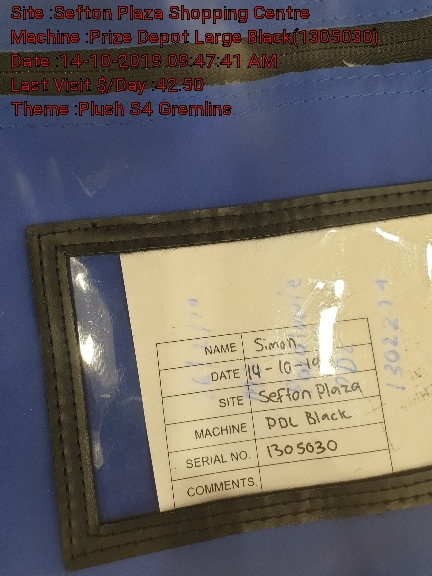 Site :Sefton Plaza Shopping Centre
Machine :Prize Depot Large Black(1305030)
Date :14-10-2019 09:47:41 AM
Last Visit $/Day :42.50
Theme :Plush S4 Gremlins
NAME Simon
DATE 14-10-19
SITE Sefton Plaza
MACHINE PDL Black
SERIAL NO. 1305030
COMMENTS.